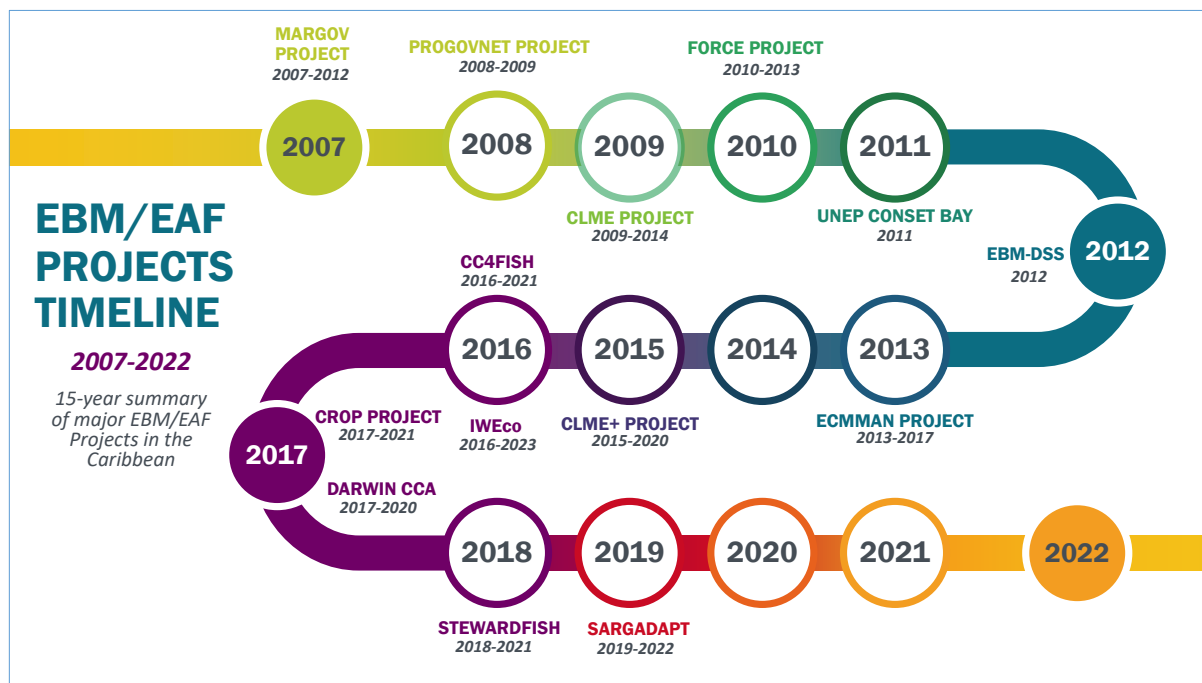 MARGOV
PROJECT
2007-2012
PROGOVNET PROJECT
2008-2009
FORCE PROJECT
2010-2013
2007
2008
2009
2010
2011
CLME PROJECT
2009-2014
UNEP CONSET BAY
2011
EBM-DSS
2012
2012
EBM/EAF
PROJECTS
TIMELINE
2007-2022
15-year summary
of major EBM/EAF
Projects in the
Caribbean
CC4FISH
2016-2021
2016
2015
2014
2013
IWEco
2016-2023
CLME+ PROJECT
2015-2020
ECMMAN PROJECT
2013-2017
CROP PROJECT
2017-2021
2017
DARWIN CCA
2017-2020
2018
2019
2020
2021
2022
STEWARDFISH
2018-2021
SARGADAPT
2019-2022